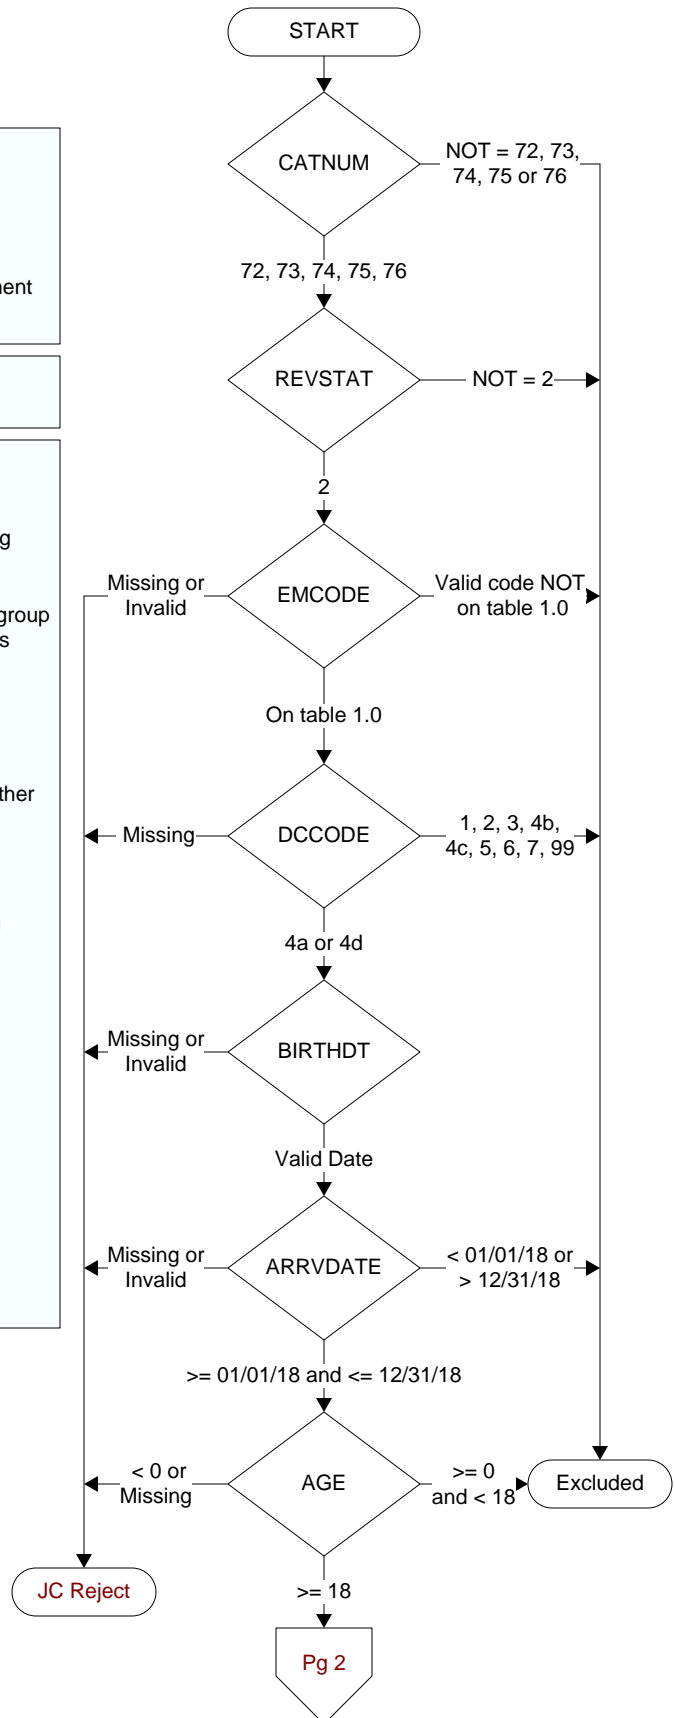 START
CATNUM
NOT = 72, 73,
74, 75 or 76
72, 73, 74, 75, 76
REVSTAT
NOT = 2
2
Missing or
Invalid
EMCODE
Valid code NOT
on table 1.0
group
On table 1.0
Missing
DCCODE
1, 2, 3, 4b,
4c, 5, 6, 7, 99
4a or 4d
Missing or
Invalid
BIRTHDT
Valid Date
Missing or
Invalid
ARRVDATE
< 01/01/18 or
> 12/31/18
>= 01/01/18 and <= 12/31/18
< 0 or
Missing
AGE
>= 0
and < 18
Excluded
JC Reject
>= 18
Pg 2